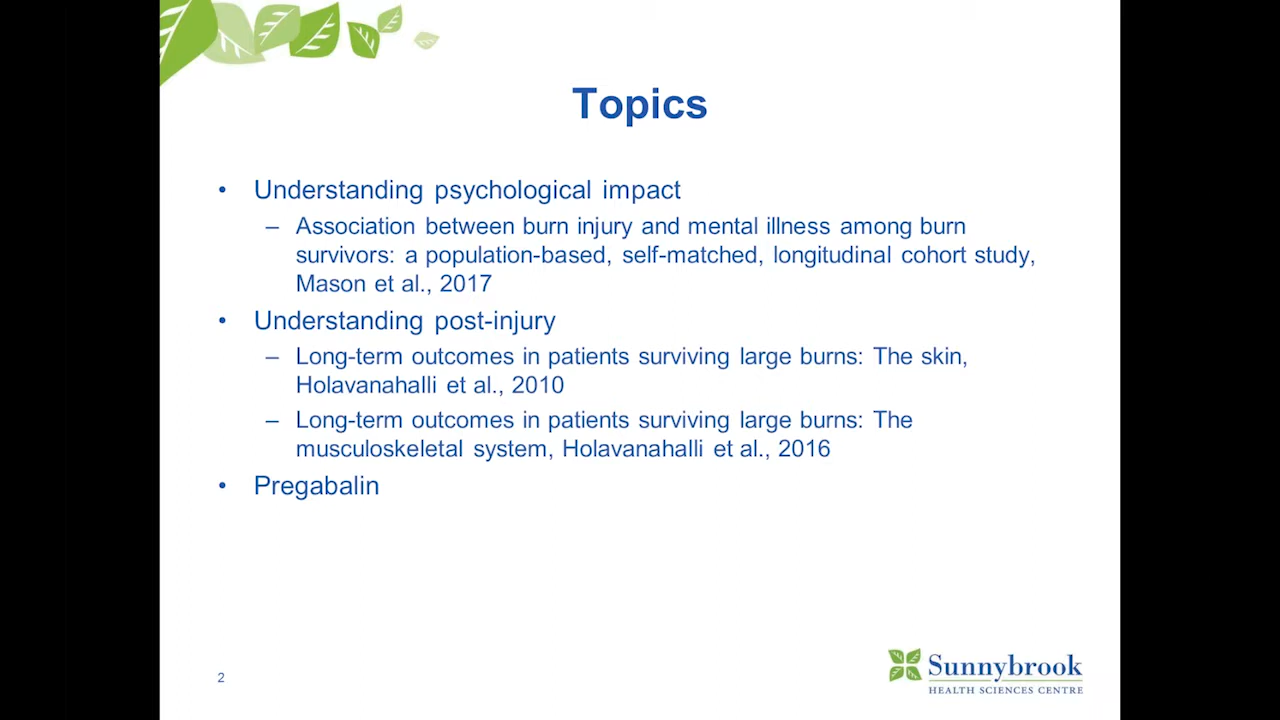 Topics
• Understanding psychological impact
– Association between burn injury and mental illness among burn
survivors: a population-based, self-matched, longitudinal cohort study,
Mason et al., 2017
• Understanding post-injury
– Long-term outcomes in patients surviving large burns: The skin,
Holavanahalli et al., 2010
– Long-term outcomes in patients surviving large burns: The
musculoskeletal system, Holavanahalli et al., 2016
• Pregabalin
2
Sunnybrook
HEALTH SCIENCES CENTRE